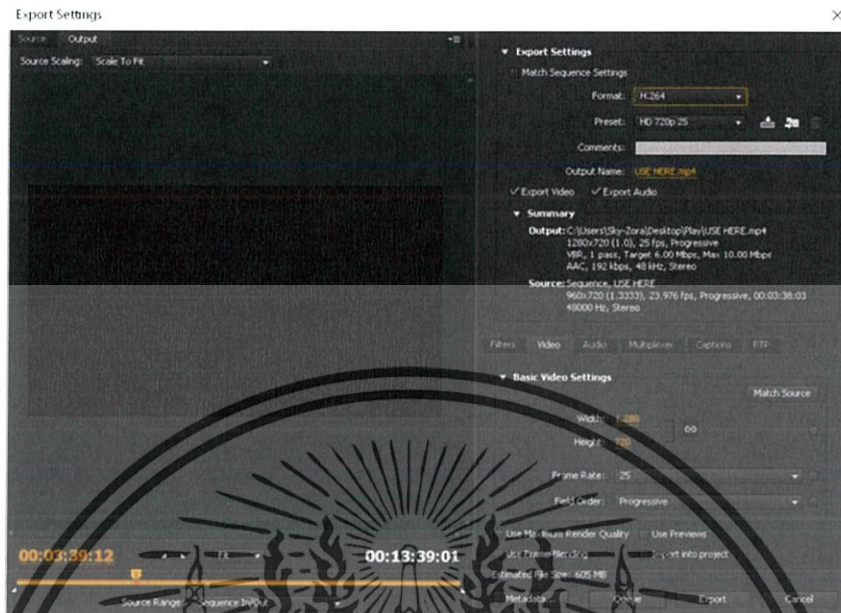 Export Settings
Source Output
Source Scaling: Scale To Fit
Export Settings
Match Sequence Settings
Format: H.264
Preset: HD 720p 25
Comments:
Output Name: USE HERE.mp4
Export Video Export Audio
Summary
Output: C:\Users\Sky-Zora\Desktop\Play\USE HERE.mp4
1280x720 (1.0), 25 fps, Progressive
VBR, 1 pass, Target 6.00 Mbps, Max 10.00 Mbps
AAC, 192 kbps, 48 kHz, Stereo
Source: Sequence, USE HERE
960x720 (1.3333), 23.976 fps, Progressive, 00:03:38:03
48000 Hz, Stereo
Filters Video Audio Multiplexer Captions FTP
Basic Video Settings
Match Source
Width: 1,280
Height: 720
Frame Rate: 25
Field Order: Progressive
Use Maximum Render Quality Use Previews
Use Frame Blending Import into project
Estimated File Size: 605 MB
Metadata... Queue Export Cancel
00:03:39:12 Fit 00:13:39:01
Source Range: Sequence In/Out